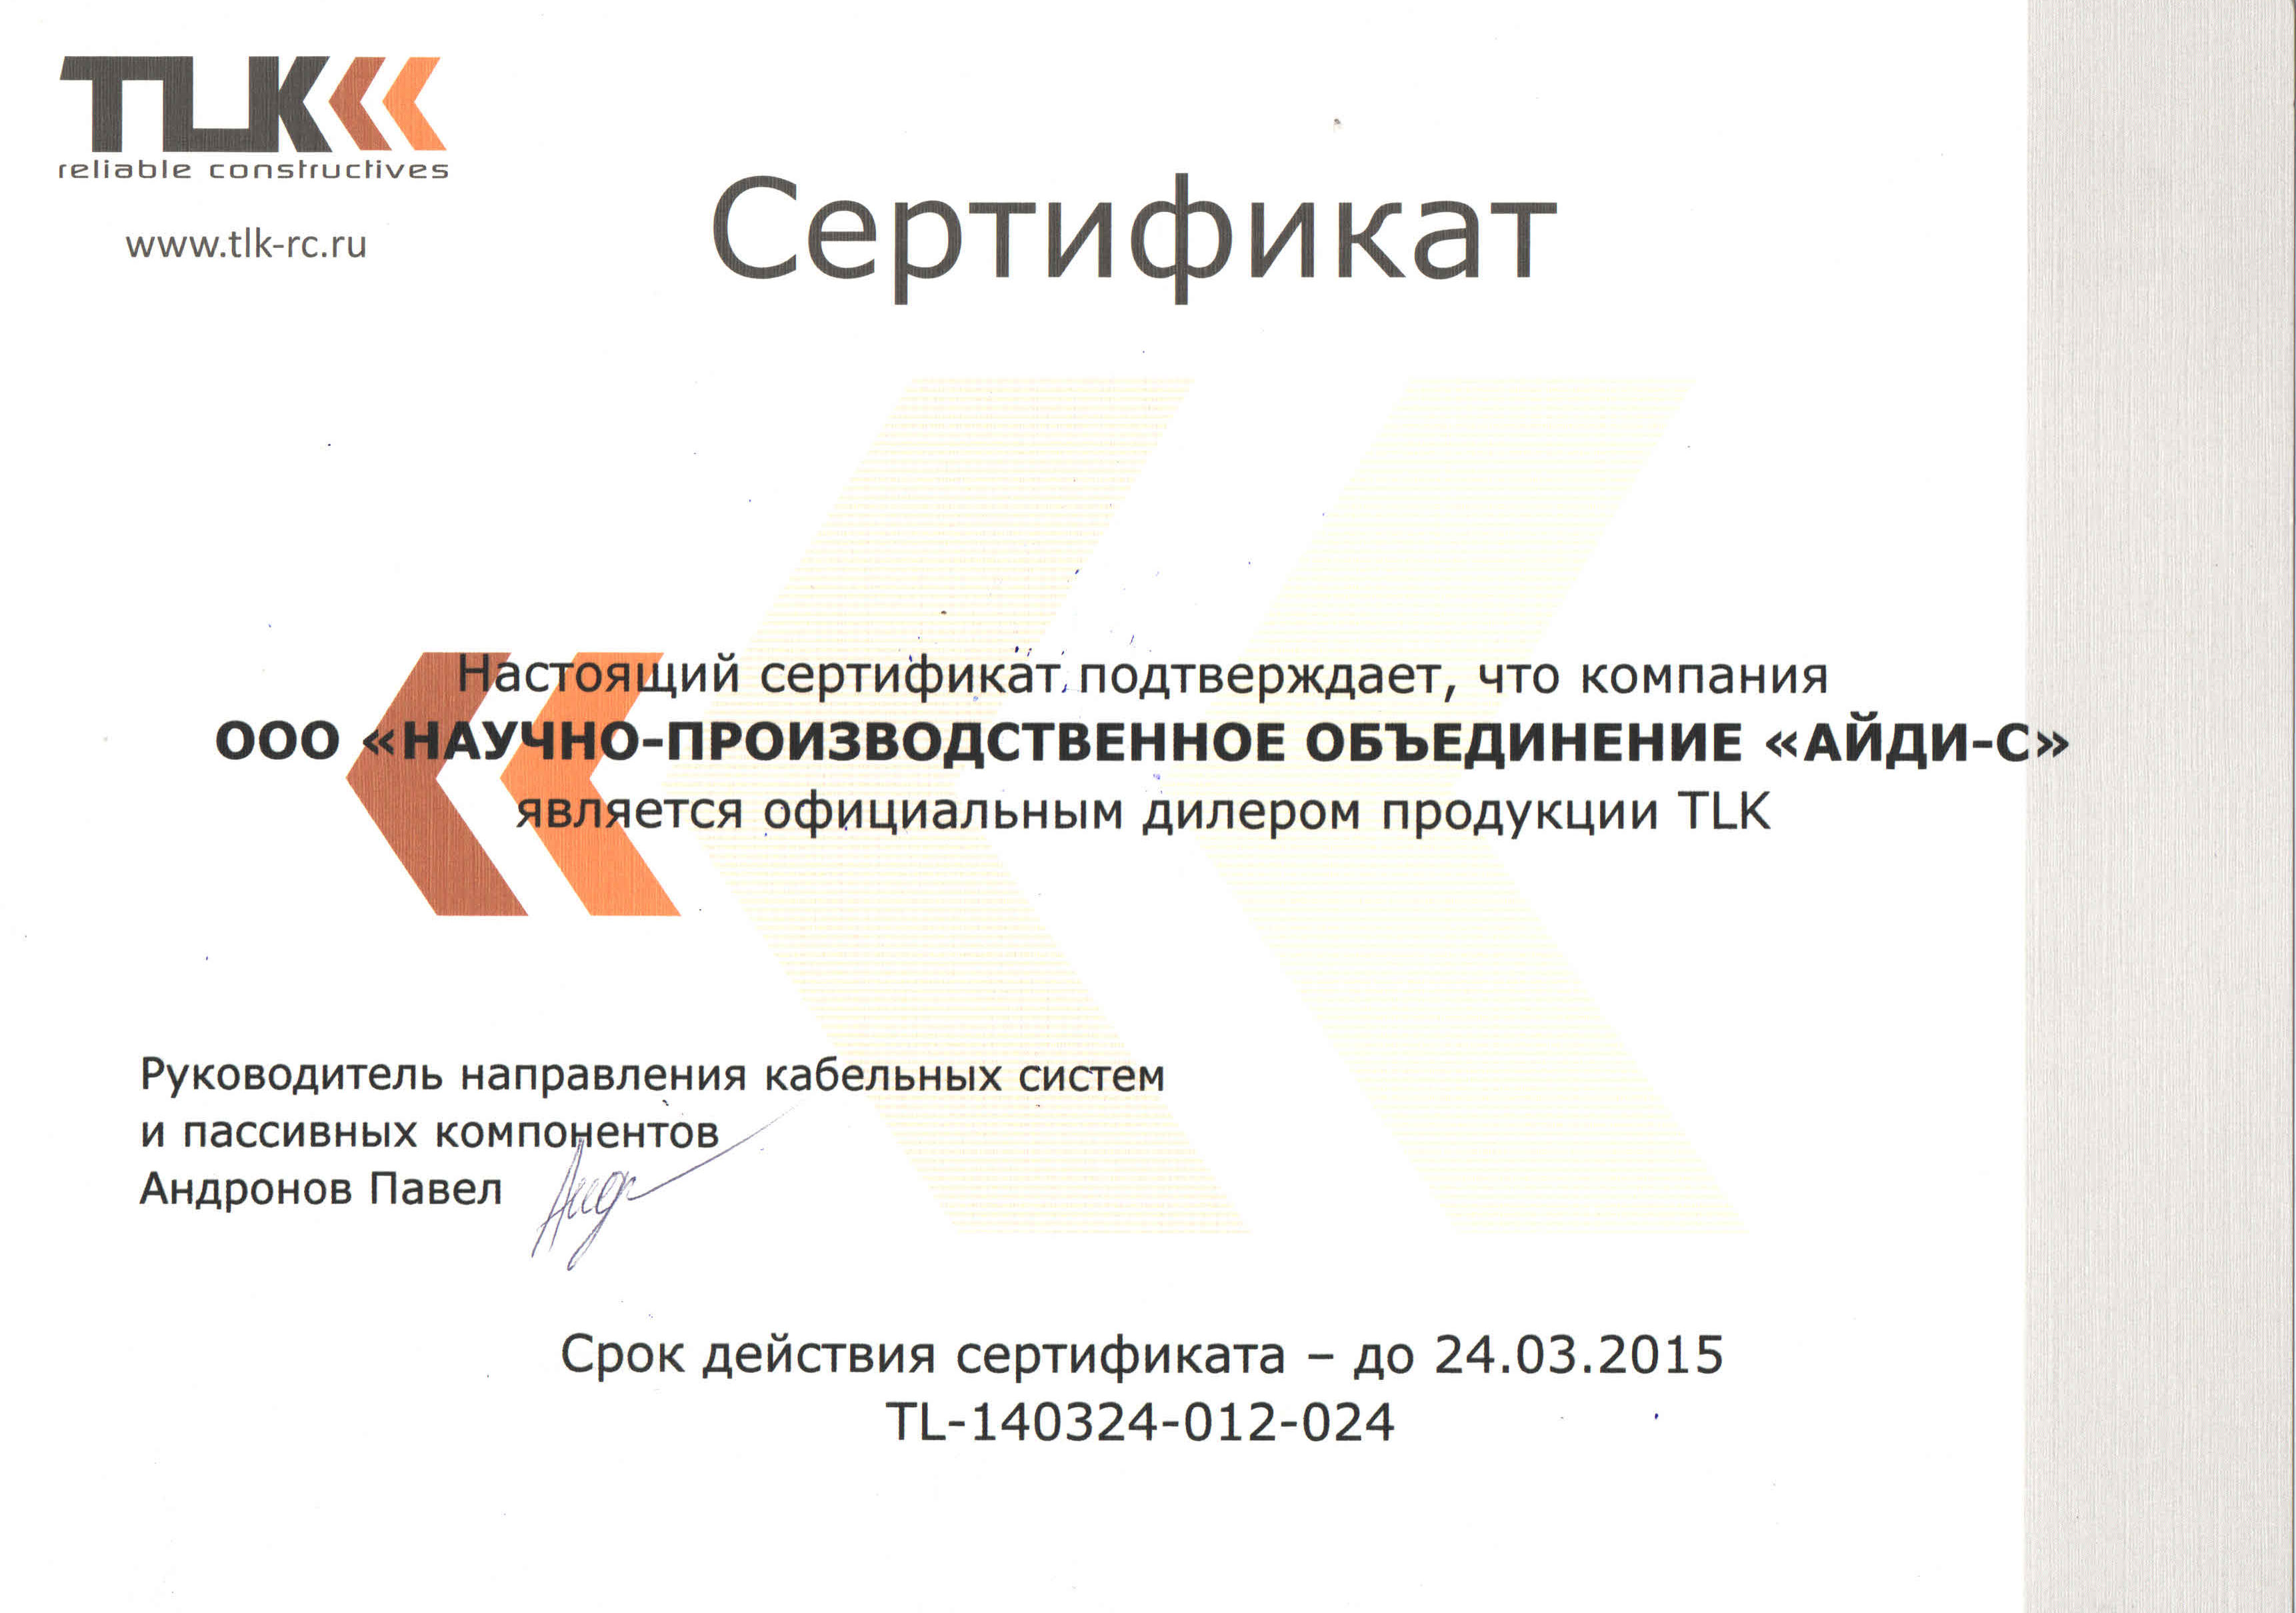 TLK
reliable constructives
www.tlk-rc.ru
Сертификат
Настоящий сертификат подтверждает, что компания
ООО «НАУЧНО-ПРОИЗВОДСТВЕННОЕ ОБЪЕДИНЕНИЕ «АЙДИ-С»
является официальным дилером продукции TLK
Руководитель направления кабельных систем
и пассивных компонентов
Андронов Павел
Срок действия сертификата – до 24.03.2015
TL-140324-012-024